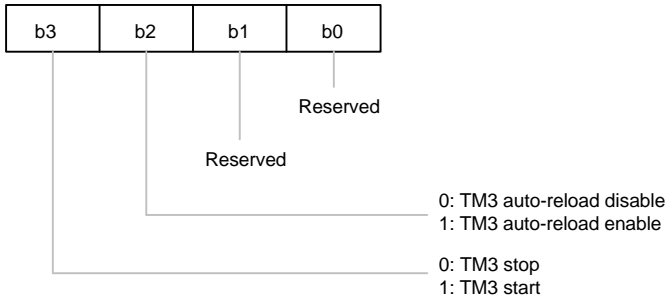 b3 b2 b1 b0
Reserved
Reserved
0: TM3 auto-reload disable
1: TM3 auto-reload enable
0: TM3 stop
1: TM3 start